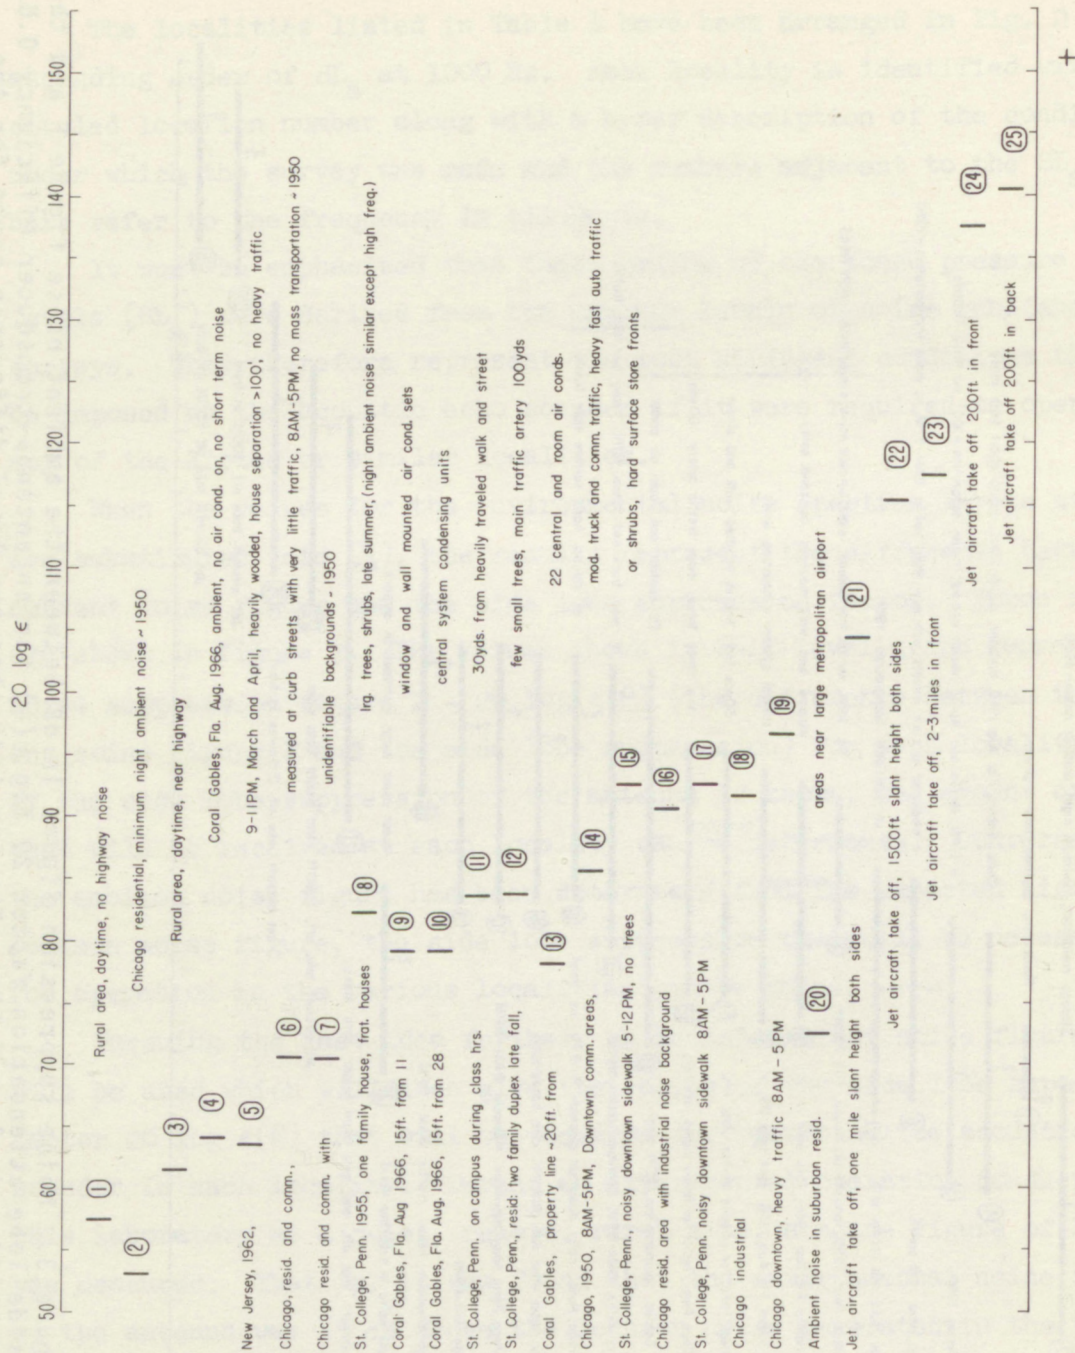 20 log ϵ
50 60 70 80 90 100 110 120 130 140 150
① Rural area, daytime, no highway noise
② Chicago residential, minimum night ambient noise ~ 1950
③ Rural area, daytime, near highway
④ Coral Gables, Fla. Aug. 1966, ambient, no air cond. on, no short term noise
New Jersey, 1962, ⑤ 9-11PM, March and April, heavily wooded, house separation >100', no heavy traffic
Chicago, resid. and comm., ⑥ measured at curb streets with very little traffic, 8AM-5PM, no mass transportation ~ 1950
Chicago resid. and comm. with ⑦ unidentifiable backgrounds ~ 1950
St. College, Penn. 1955, one family house, frat. houses ⑧ lrg. trees, shrubs, late summer, (night ambient noise similar except high freq.)
Coral Gables, Fla. Aug 1966, 15ft. from 11 ⑨ window and wall mounted air cond. sets
Coral Gables, Fla. Aug. 1966, 15ft. from 28 ⑩ central system condensing units
St. College, Penn. on campus during class hrs. ⑪ 30yds. from heavily traveled walk and street
St. College, Penn., resid: two family duplex late fall, ⑫ few small trees, main traffic artery 100yds
Coral Gables, property line ~20ft. from ⑬ 22 central and room air conds.
Chicago, 1950, 8AM-5PM, Downtown comm. areas, ⑭ mod. truck and comm. traffic, heavy fast auto traffic
St. College, Penn., noisy downtown sidewalk 5-12 PM, no trees ⑮ or shrubs, hard surface store fronts
Chicago resid. area with industrial noise background ⑯
St. College, Penn. noisy downtown sidewalk 8AM-5PM ⑰
Chicago industrial ⑱
Chicago downtown, heavy traffic 8AM-5PM ⑲
Ambient noise in suburban resid. ⑳ areas near large metropolitan airport
Jet aircraft take off, one mile slant height both sides ㉑
Jet aircraft take off, 1500ft. slant height both sides ㉒
Jet aircraft take off, 2-3 miles in front ㉓
Jet aircraft take off 200ft. in front ㉔
Jet aircraft take off 200ft. in back ㉕
+